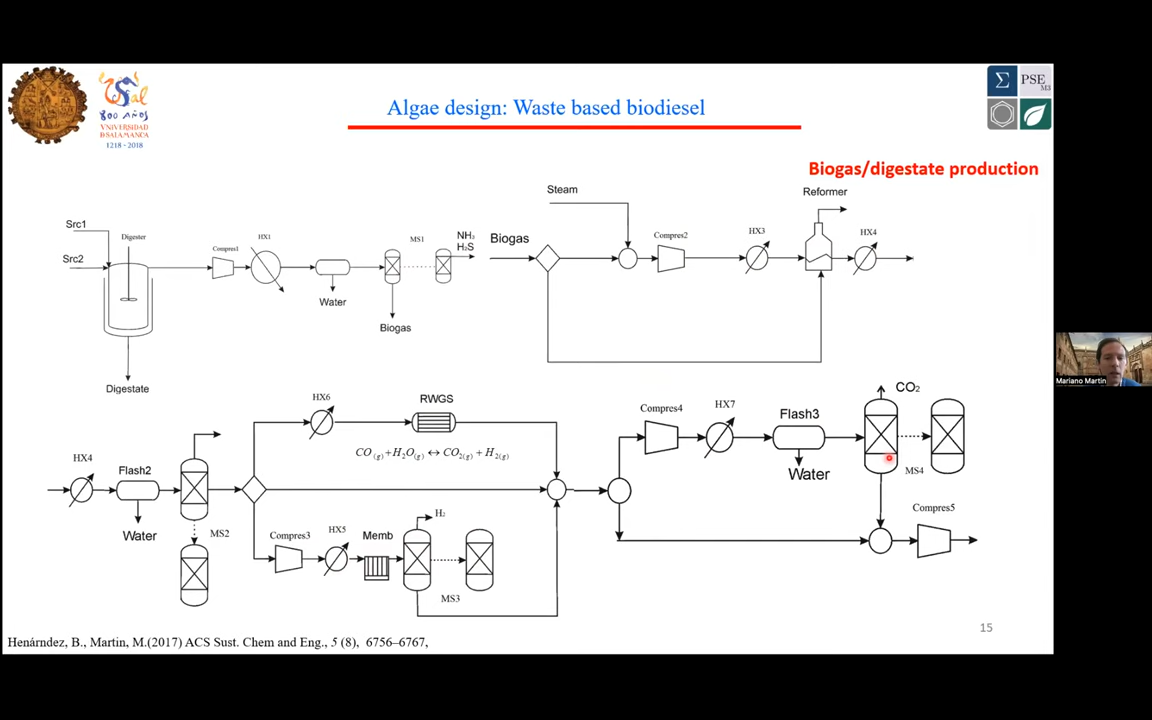 800 AÑOS
VNiVERSiDAD
D SALAMANCA
1218 - 2018
Algae design: Waste based biodiesel
Σ PSE
M3
Biogas/digestate production
Src1
Digester
Src2
Compres1
HX1
MS1
NH3
H2S
Water
Biogas
Digestate
Steam
Biogas
Compres2
HX3
Reformer
HX4
HX4
Flash2
Water
MS2
HX6
RWGS
CO(g)+H2O(g) ↔ CO2(g)+H2(g)
Compres3
HX5
Memb
H2
MS3
Compres4
HX7
Flash3
Water
CO2
MS4
Compres5
15
Henárndez, B., Martin, M.(2017) ACS Sust. Chem and Eng., 5 (8), 6756–6767,
Mariano Martin